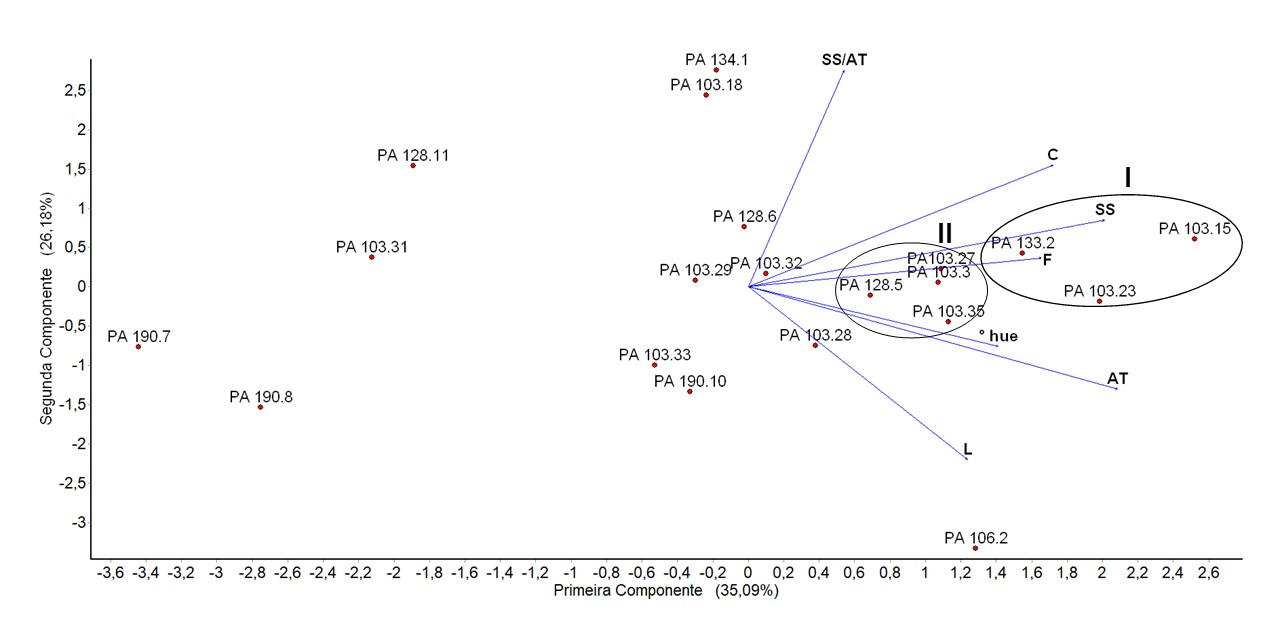 PA 134.1
SS/AT
PA 103.18
PA 128.11
C
I
SS
PA 128.6
PA 103.15
II
PA 133.2
PA 103.31
PA103.27
F
PA 103.32
PA 103.29
PA 103.3
PA 128.5
PA 103.23
PA 103.35
PA 190.7
PA 103.28
° hue
PA 103.33
PA 190.10
AT
PA 190.8
L
PA 106.2
Segunda Componente (26,18%)
2,5
2
1,5
1
0,5
0
-0,5
-1
-1,5
-2
-2,5
-3
-3,6 -3,4 -3,2 -3 -2,8 -2,6 -2,4 -2,2 -2 -1,8 -1,6 -1,4 -1,2 -1 -0,8 -0,6 -0,4 -0,2 0 0,2 0,4 0,6 0,8 1 1,2 1,4 1,6 1,8 2 2,2 2,4 2,6
Primeira Componente (35,09%)